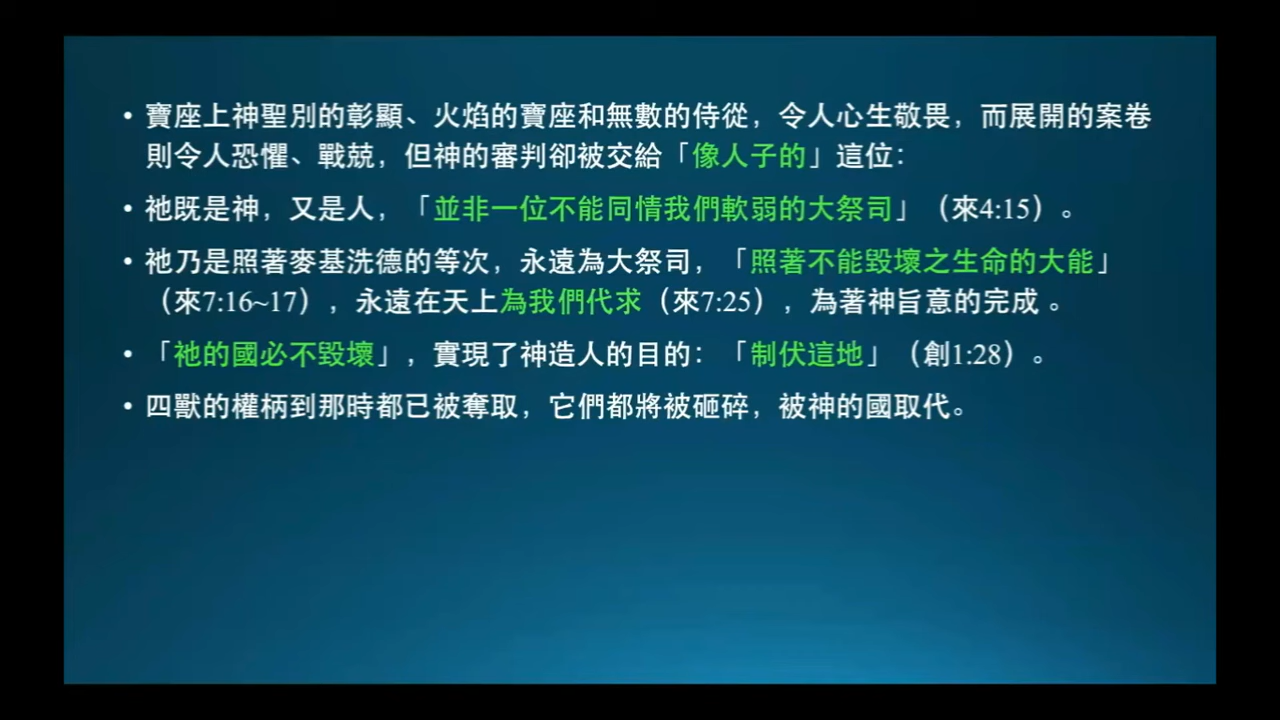 • 寶座上神聖別的彰顯、火焰的寶座和無數的侍從，令人心生敬畏，而展開的案卷
則令人恐懼、戰兢，但神的審判卻被交給「像人子的」這位：
• 祂既是神，又是人，「並非一位不能同情我們軟弱的大祭司」（來4:15）。
• 祂乃是照著麥基洗德的等次，永遠為大祭司，「照著不能毀壞之生命的大能」
（來7:16~17），永遠在天上為我們代求（來7:25），為著神旨意的完成。
• 「祂的國必不毀壞」，實現了神造人的目的：「制伏這地」（創1:28）。
• 四獸的權柄到那時都已被奪取，它們都將被砸碎，被神的國取代。